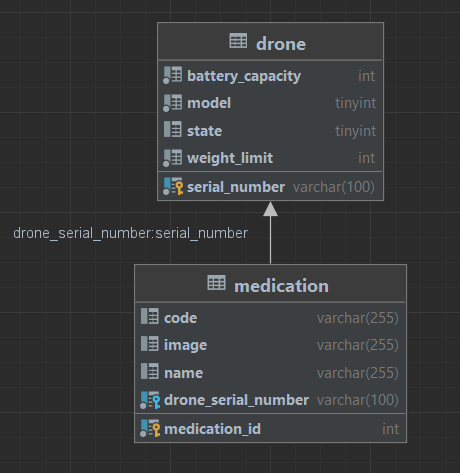 drone
battery_capacity int
model tinyint
state tinyint
weight_limit int
serial_number varchar(100)
drone_serial_number:serial_number
medication
code varchar(255)
image varchar(255)
name varchar(255)
drone_serial_number varchar(100)
medication_id int